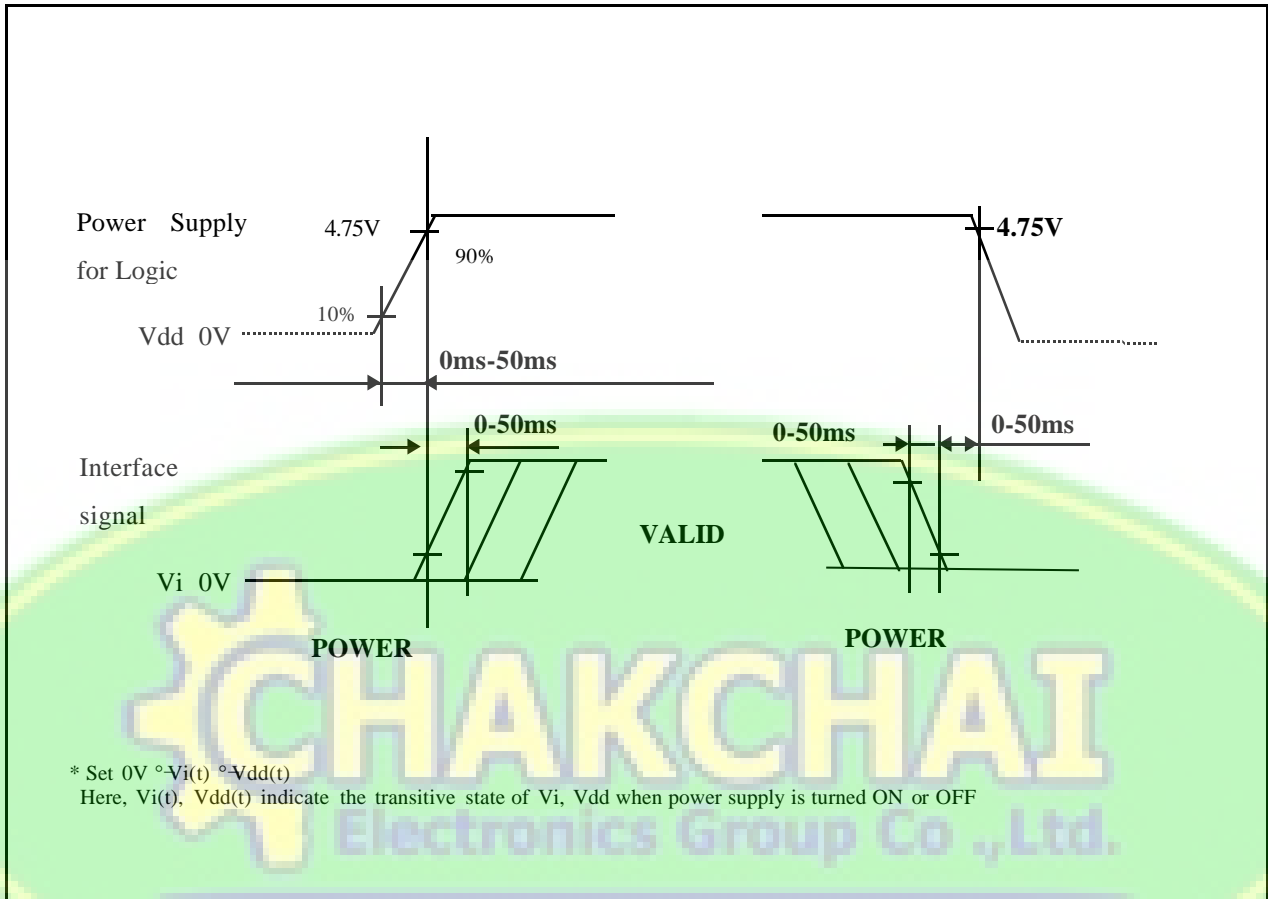 Power Supply
for Logic
4.75V
90%
10%
Vdd 0V
4.75V
0ms-50ms
0-50ms
0-50ms
0-50ms
Interface
signal
VALID
Vi 0V
POWER
POWER
CHAKCHAI
* Set 0V °Vi(t) °Vdd(t)
Here, Vi(t), Vdd(t) indicate the transitive state of Vi, Vdd when power supply is turned ON or OFF
Electronics Group Co .,Ltd.